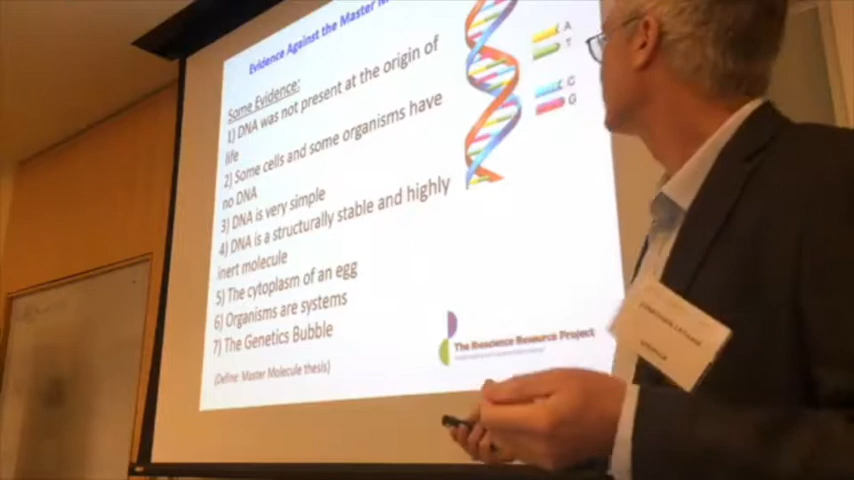 Evidence Against the Master
Some Evidence:
1) DNA was not present at the origin of
life
2) Some cells and some organisms have
no DNA
3) DNA is very simple
4) DNA is a structurally stable and highly
inert molecule
5) The cytoplasm of an egg
6) Organisms are systems
7) The Genetics Bubble
(Define: Master Molecule thesis)
A
T
C
G
The Bioscience Resource Project